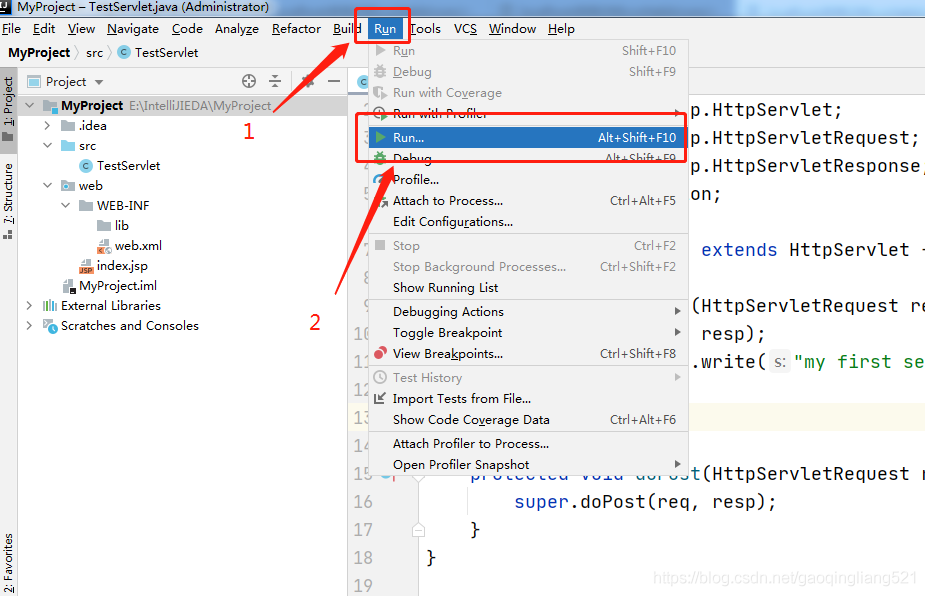 MyProject – TestServlet.java (Administrator)
File Edit View Navigate Code Analyze Refactor Build Run Tools VCS Window Help
MyProject src TestServlet
Project
1: Project
7: Structure
2: Favorites
MyProject E:\IntelliJIEDA\MyProject
.idea
src
TestServlet
web
WEB-INF
lib
web.xml
index.jsp
MyProject.iml
External Libraries
Scratches and Consoles
1
2
Run Shift+F10
Debug Shift+F9
Run with Coverage
Run with Profiler
Run... Alt+Shift+F10
Debug Alt+Shift+F9
Profile...
Attach to Process... Ctrl+Alt+F5
Edit Configurations...
Stop Ctrl+F2
Stop Background Processes... Ctrl+Shift+F2
Show Running List
Debugging Actions
Toggle Breakpoint
View Breakpoints... Ctrl+Shift+F8
Test History
Import Tests from File...
Show Code Coverage Data Ctrl+Alt+F6
Attach Profiler to Process...
Open Profiler Snapshot
p.HttpServlet;
p.HttpServletRequest;
p.HttpServletResponse;
on;
extends HttpServlet
(HttpServletRequest re
resp);
.write( s: "my first se
15 protected void doPost(HttpServletRequest r
16 super.doPost(req, resp);
17 }
18 }
19
https://blog.csdn.net/gaoqingliang521